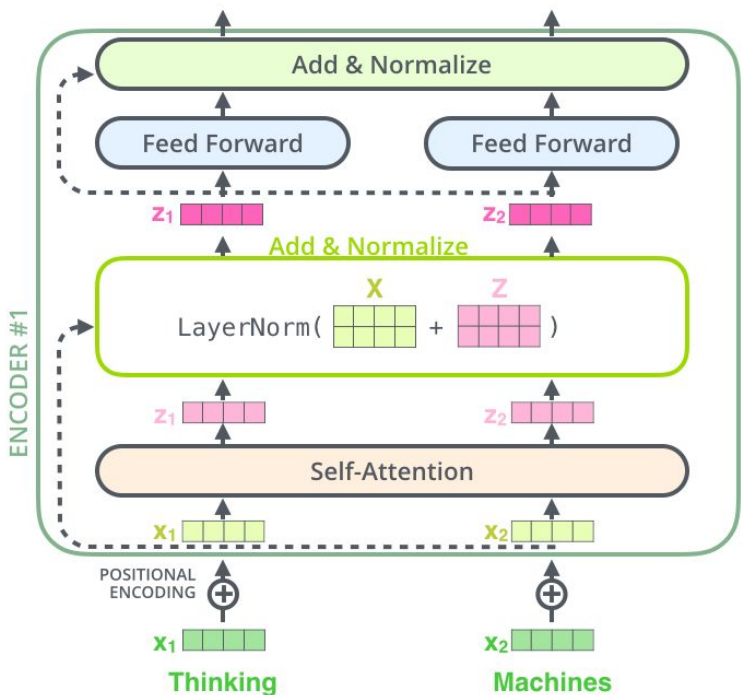 Add & Normalize
Feed Forward Feed Forward
z1 z2
Add & Normalize
X Z
LayerNorm( + )
ENCODER #1
z1 z2
Self-Attention
x1 x2
POSITIONAL
ENCODING
x1 x2
Thinking Machines